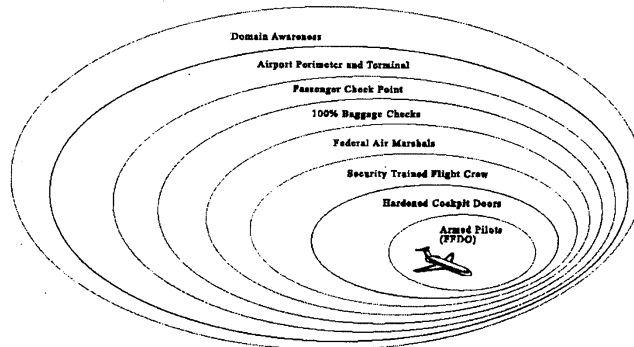 Domain Awareness
Airport Perimeter and Terminal
Passenger Check Point
100% Baggage Checks
Federal Air Marshals
Security Trained Flight Crew
Hardened Cockpit Doors
Armed Pilots
(FFDO)